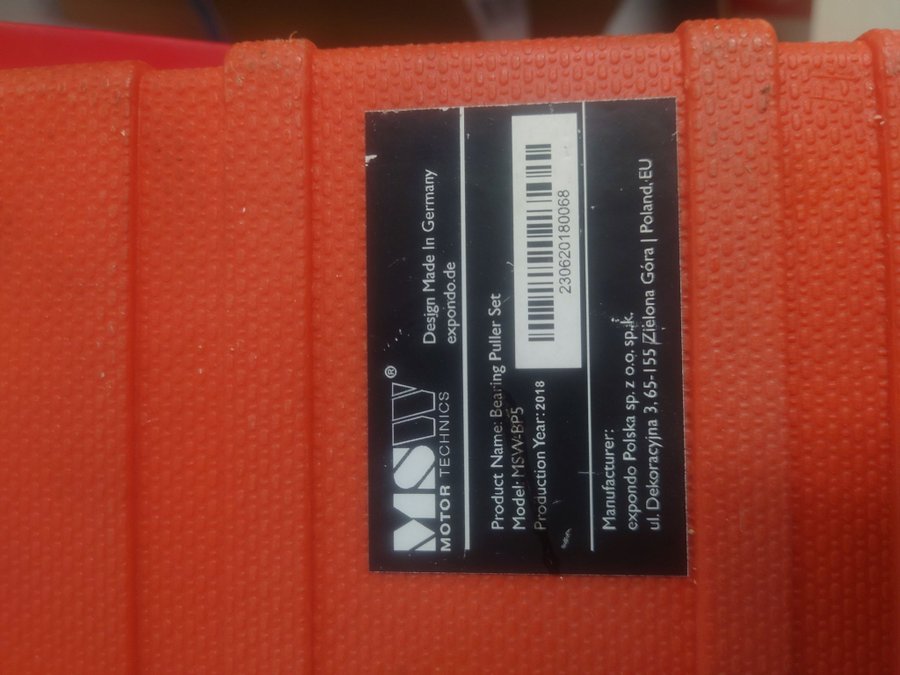 MSW®
MOTOR TECHNICS
Design Made In Germany
expondo.de
Product Name: Bearing Puller Set
Model: MSW-BP5
Production Year: 2018
230620180068
Manufacturer:
expondo Polska sp. z o.o. sp.k.
ul. Dekoracyjna 3, 65-155 Zielona Góra | Poland, EU